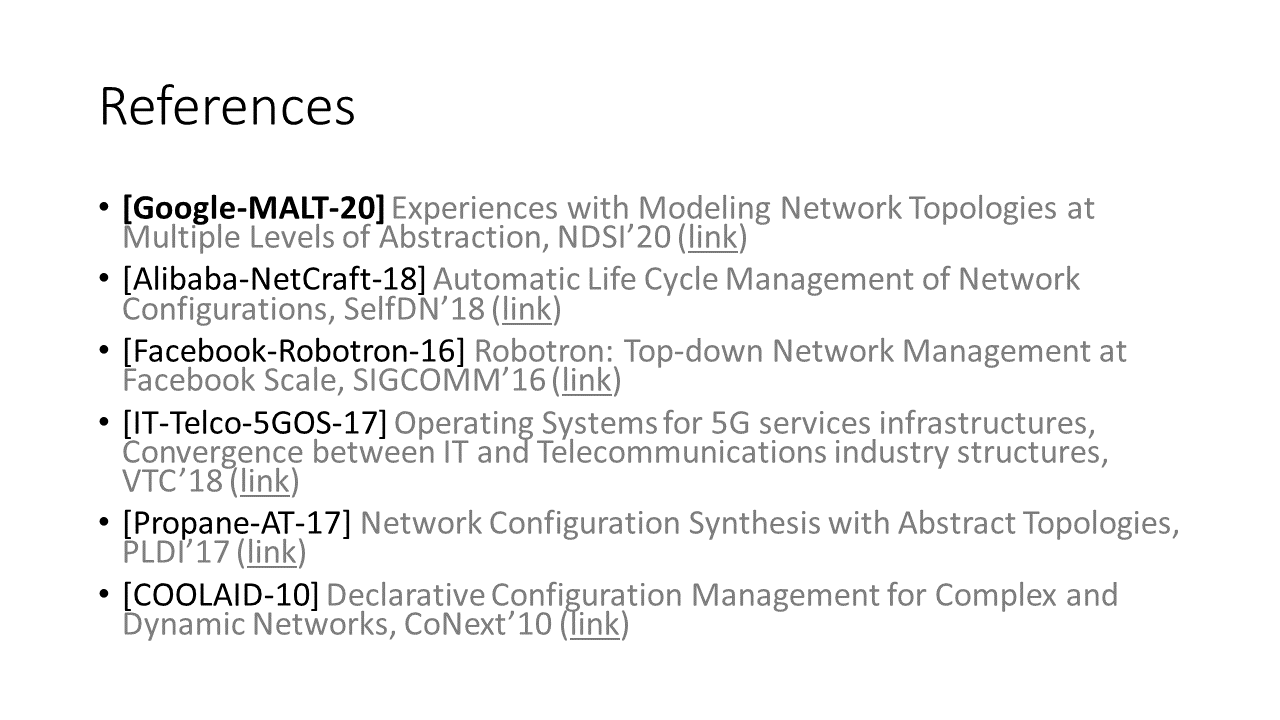 References
• [Google-MALT-20] Experiences with Modeling Network Topologies at
Multiple Levels of Abstraction, NDSI’20 (link)
• [Alibaba-NetCraft-18] Automatic Life Cycle Management of Network
Configurations, SelfDN’18 (link)
• [Facebook-Robotron-16] Robotron: Top-down Network Management at
Facebook Scale, SIGCOMM’16 (link)
• [IT-Telco-5GOS-17] Operating Systems for 5G services infrastructures,
Convergence between IT and Telecommunications industry structures,
VTC’18 (link)
• [Propane-AT-17] Network Configuration Synthesis with Abstract Topologies,
PLDI’17 (link)
• [COOLAID-10] Declarative Configuration Management for Complex and
Dynamic Networks, CoNext’10 (link)